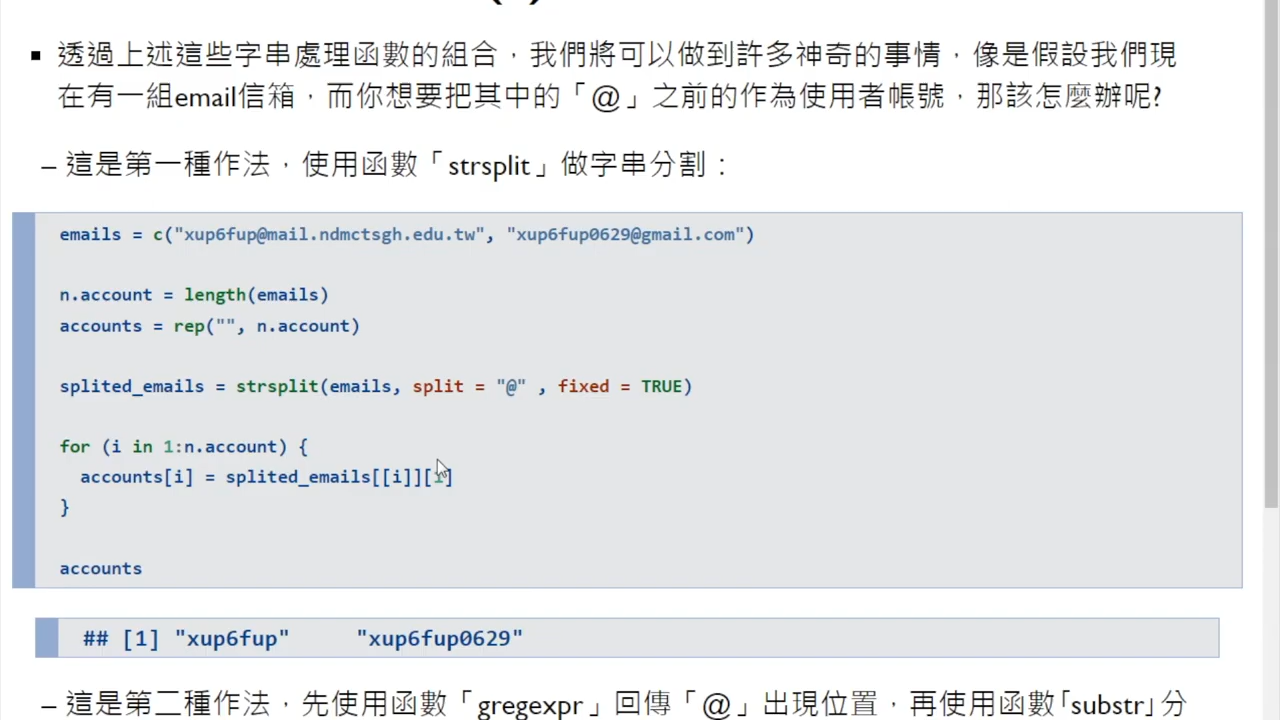 透過上述這些字串處理函數的組合，我們將可以做到許多神奇的事情，像是假設我們現
在有一組email信箱，而你想要把其中的「@」之前的作為使用者帳號，那該怎麼辦呢?
– 這是第一種作法，使用函數「strsplit」做字串分割：
emails = c("xup6fup@mail.ndmctsgh.edu.tw", "xup6fup0629@gmail.com")
n.account = length(emails)
accounts = rep("", n.account)
splited_emails = strsplit(emails, split = "@" , fixed = TRUE)
for (i in 1:n.account) {
accounts[i] = splited_emails[[i]][1]
}
accounts
## [1] "xup6fup" "xup6fup0629"
– 這是第二種作法，先使用函數「gregexpr」回傳「@」出現位置，再使用函數「substr」分